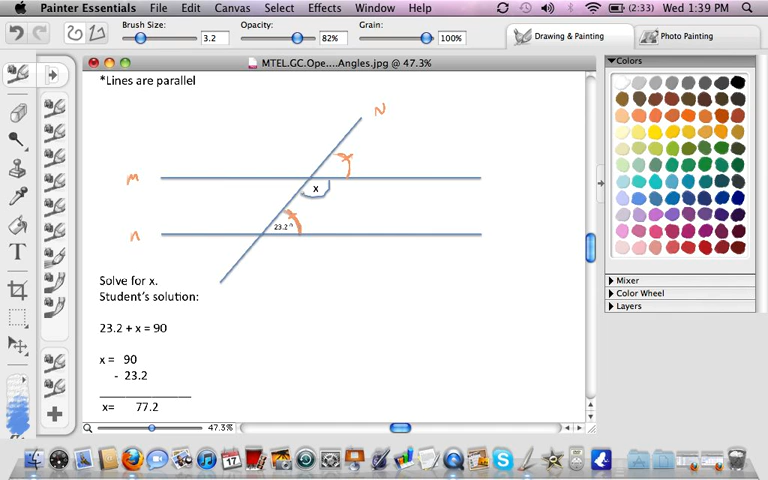 Painter Essentials File Edit Canvas Select Effects Window Help (2:33) Wed 1:39 PM
Brush Size: Opacity: Grain:
3.2 82% 100% Drawing & Painting Photo Painting
MTEL.GC.Ope....Angles.jpg @ 47.3%
Colors
*Lines are parallel
N
M
x
23.2°
n
Solve for x.
Student's solution:
23.2 + x = 90
x = 90
- 23.2
x= 77.2
Mixer
Color Wheel
Layers
T
47.3%
17